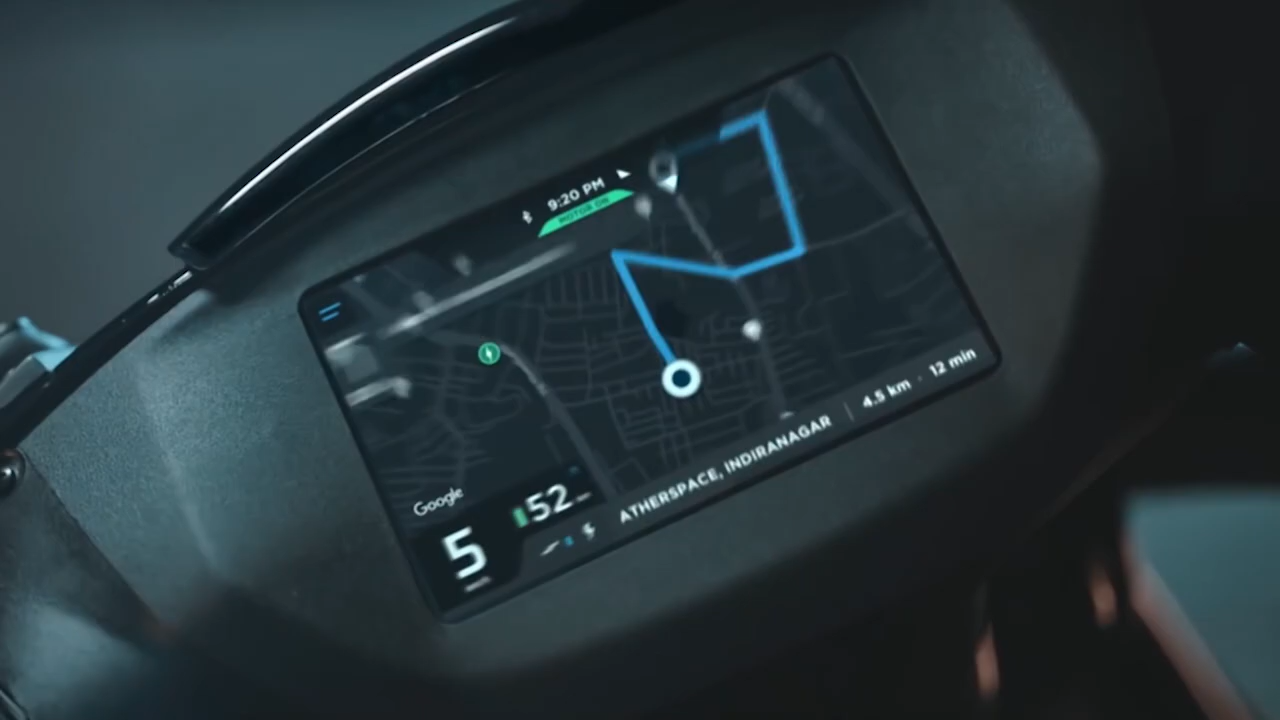 9:20 PM
MOTOR ON
Google
52
5
ATHERSPACE, INDIRANAGAR | 4.5 km · 12 min